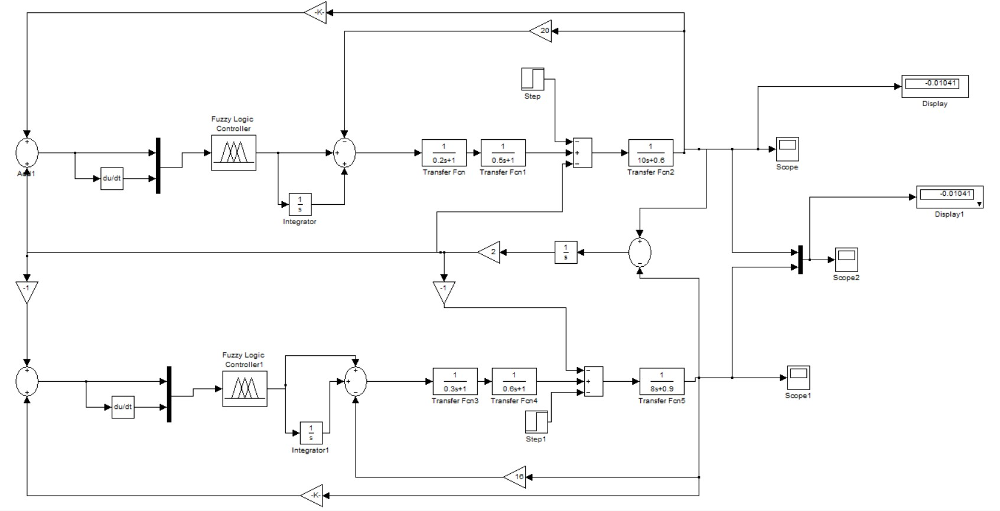 -K-
20
Step
-0.01041
Display
Fuzzy Logic
Controller
+
+
-
+
+
1
0.2s+1
Transfer Fcn
1
0.5s+1
Transfer Fcn1
-
+
-
1
10s+0.6
Transfer Fcn2
Scope
Add1
du/dt
1
s
Integrator
-0.01041
Display1
2
1
s
+
-
Scope2
-1
-1
Fuzzy Logic
Controller1
+
+
+
+
-
1
0.3s+1
Transfer Fcn3
1
0.6s+1
Transfer Fcn4
-
+
-
1
8s+0.9
Transfer Fcn5
Scope1
du/dt
1
s
Integrator1
Step1
16
-K-